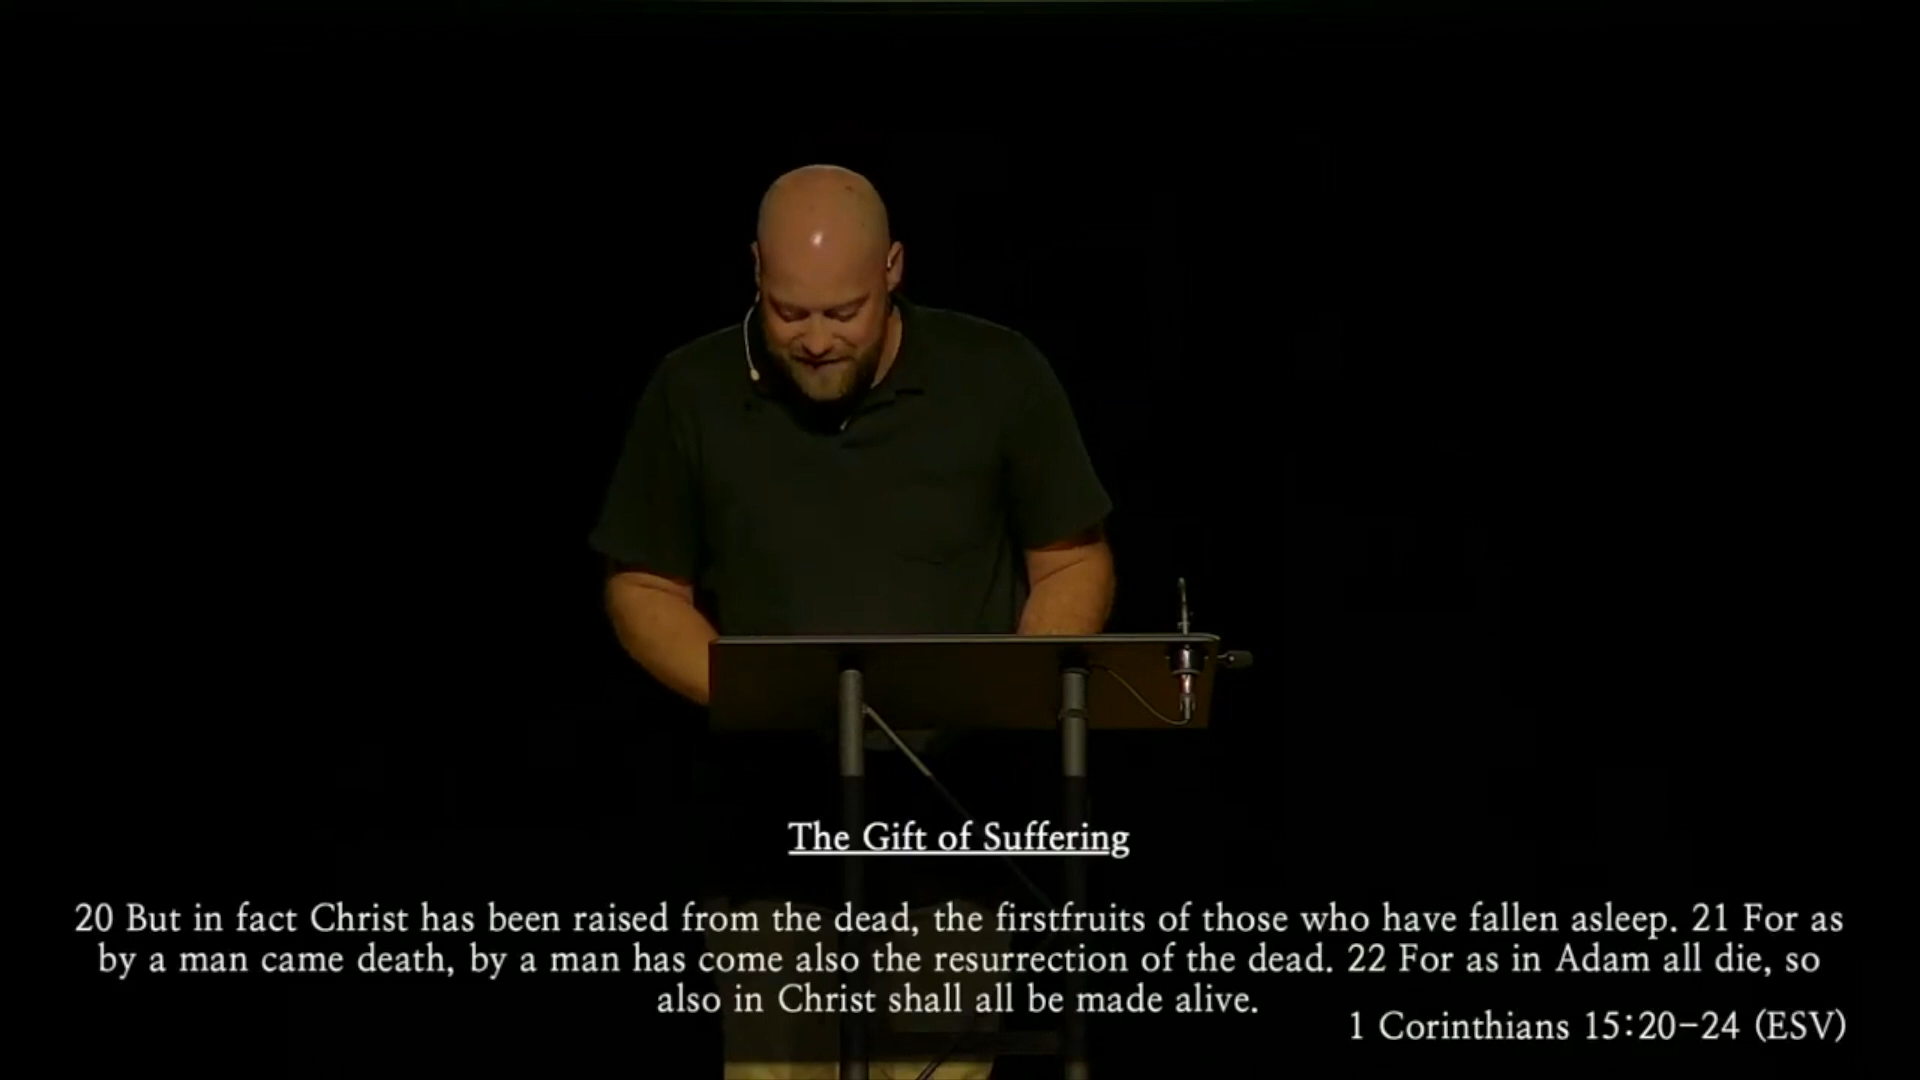 The Gift of Suffering
20 But in fact Christ has been raised from the dead, the firstfruits of those who have fallen asleep. 21 For as
by a man came death, by a man has come also the resurrection of the dead. 22 For as in Adam all die, so
also in Christ shall all be made alive.
1 Corinthians 15:20-24 (ESV)